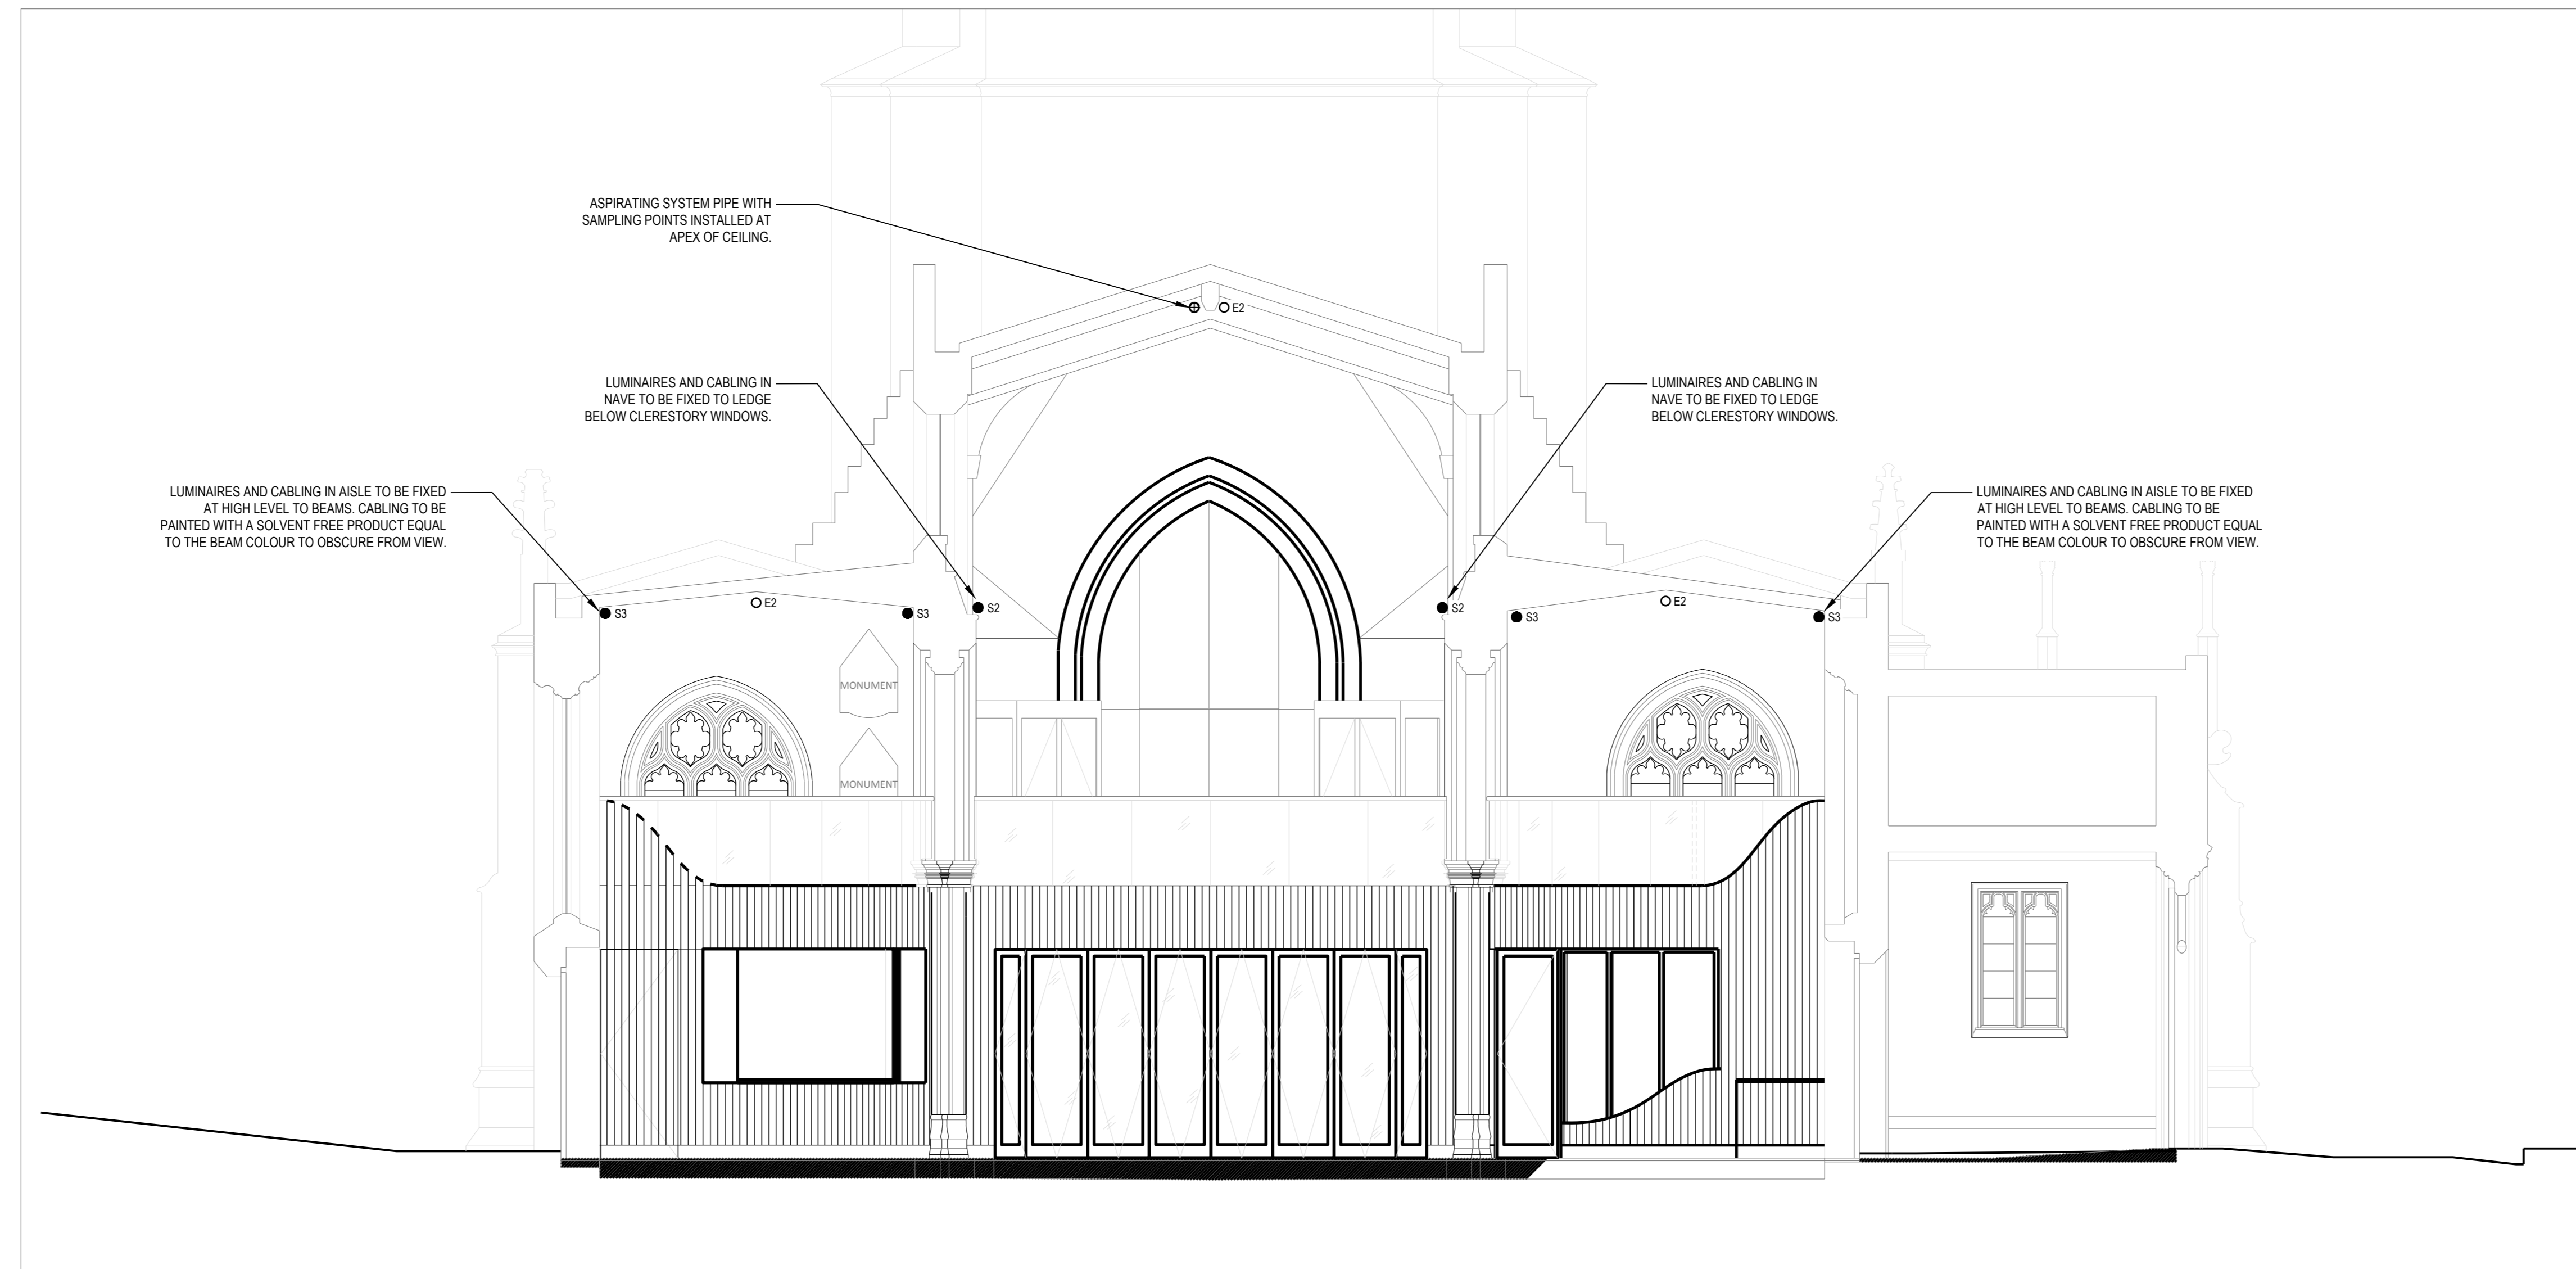 ASPIRATING SYSTEM PIPE WITH
SAMPLING POINTS INSTALLED AT
APEX OF CEILING.
E2
LUMINAIRES AND CABLING IN
NAVE TO BE FIXED TO LEDGE
BELOW CLERESTORY WINDOWS.
LUMINAIRES AND CABLING IN
NAVE TO BE FIXED TO LEDGE
BELOW CLERESTORY WINDOWS.
LUMINAIRES AND CABLING IN AISLE TO BE FIXED
AT HIGH LEVEL TO BEAMS. CABLING TO BE
PAINTED WITH A SOLVENT FREE PRODUCT EQUAL
TO THE BEAM COLOUR TO OBSCURE FROM VIEW.
LUMINAIRES AND CABLING IN AISLE TO BE FIXED
AT HIGH LEVEL TO BEAMS. CABLING TO BE
PAINTED WITH A SOLVENT FREE PRODUCT EQUAL
TO THE BEAM COLOUR TO OBSCURE FROM VIEW.
S3
E2
S3
S2
S2
S3
E2
S3
MONUMENT
MONUMENT